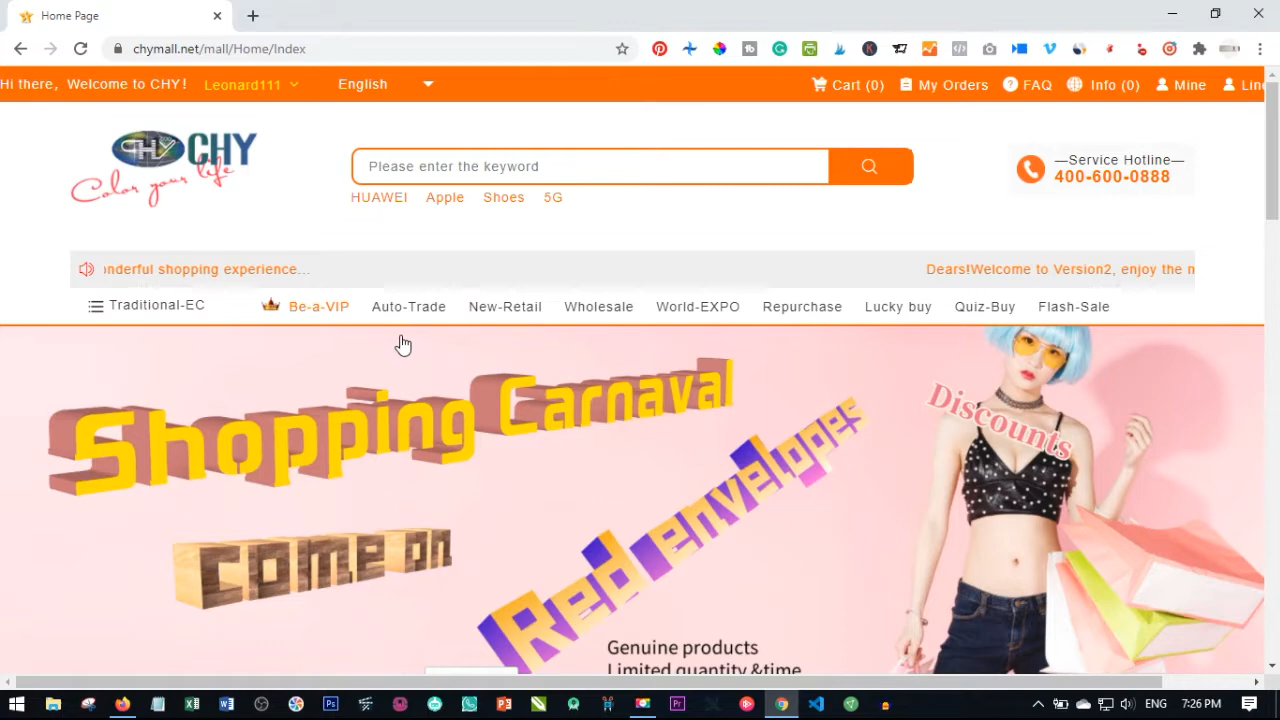 Home Page
chymall.net/mall/Home/Index
Hi there, Welcome to CHY! Leonard111 English Cart (0) My Orders FAQ Info (0) Mine Line
CHY CHY
Color your life
Please enter the keyword
—Service Hotline—
400-600-0888
HUAWEI Apple Shoes 5G
onderful shopping experience... Dears!Welcome to Version2, enjoy the n
Traditional-EC Be-a-VIP Auto-Trade New-Retail Wholesale World-EXPO Repurchase Lucky buy Quiz-Buy Flash-Sale
Shopping Carnaval
Discounts
come on
Red envelopes
Genuine products
Limited quantity &time
ENG 7:26 PM